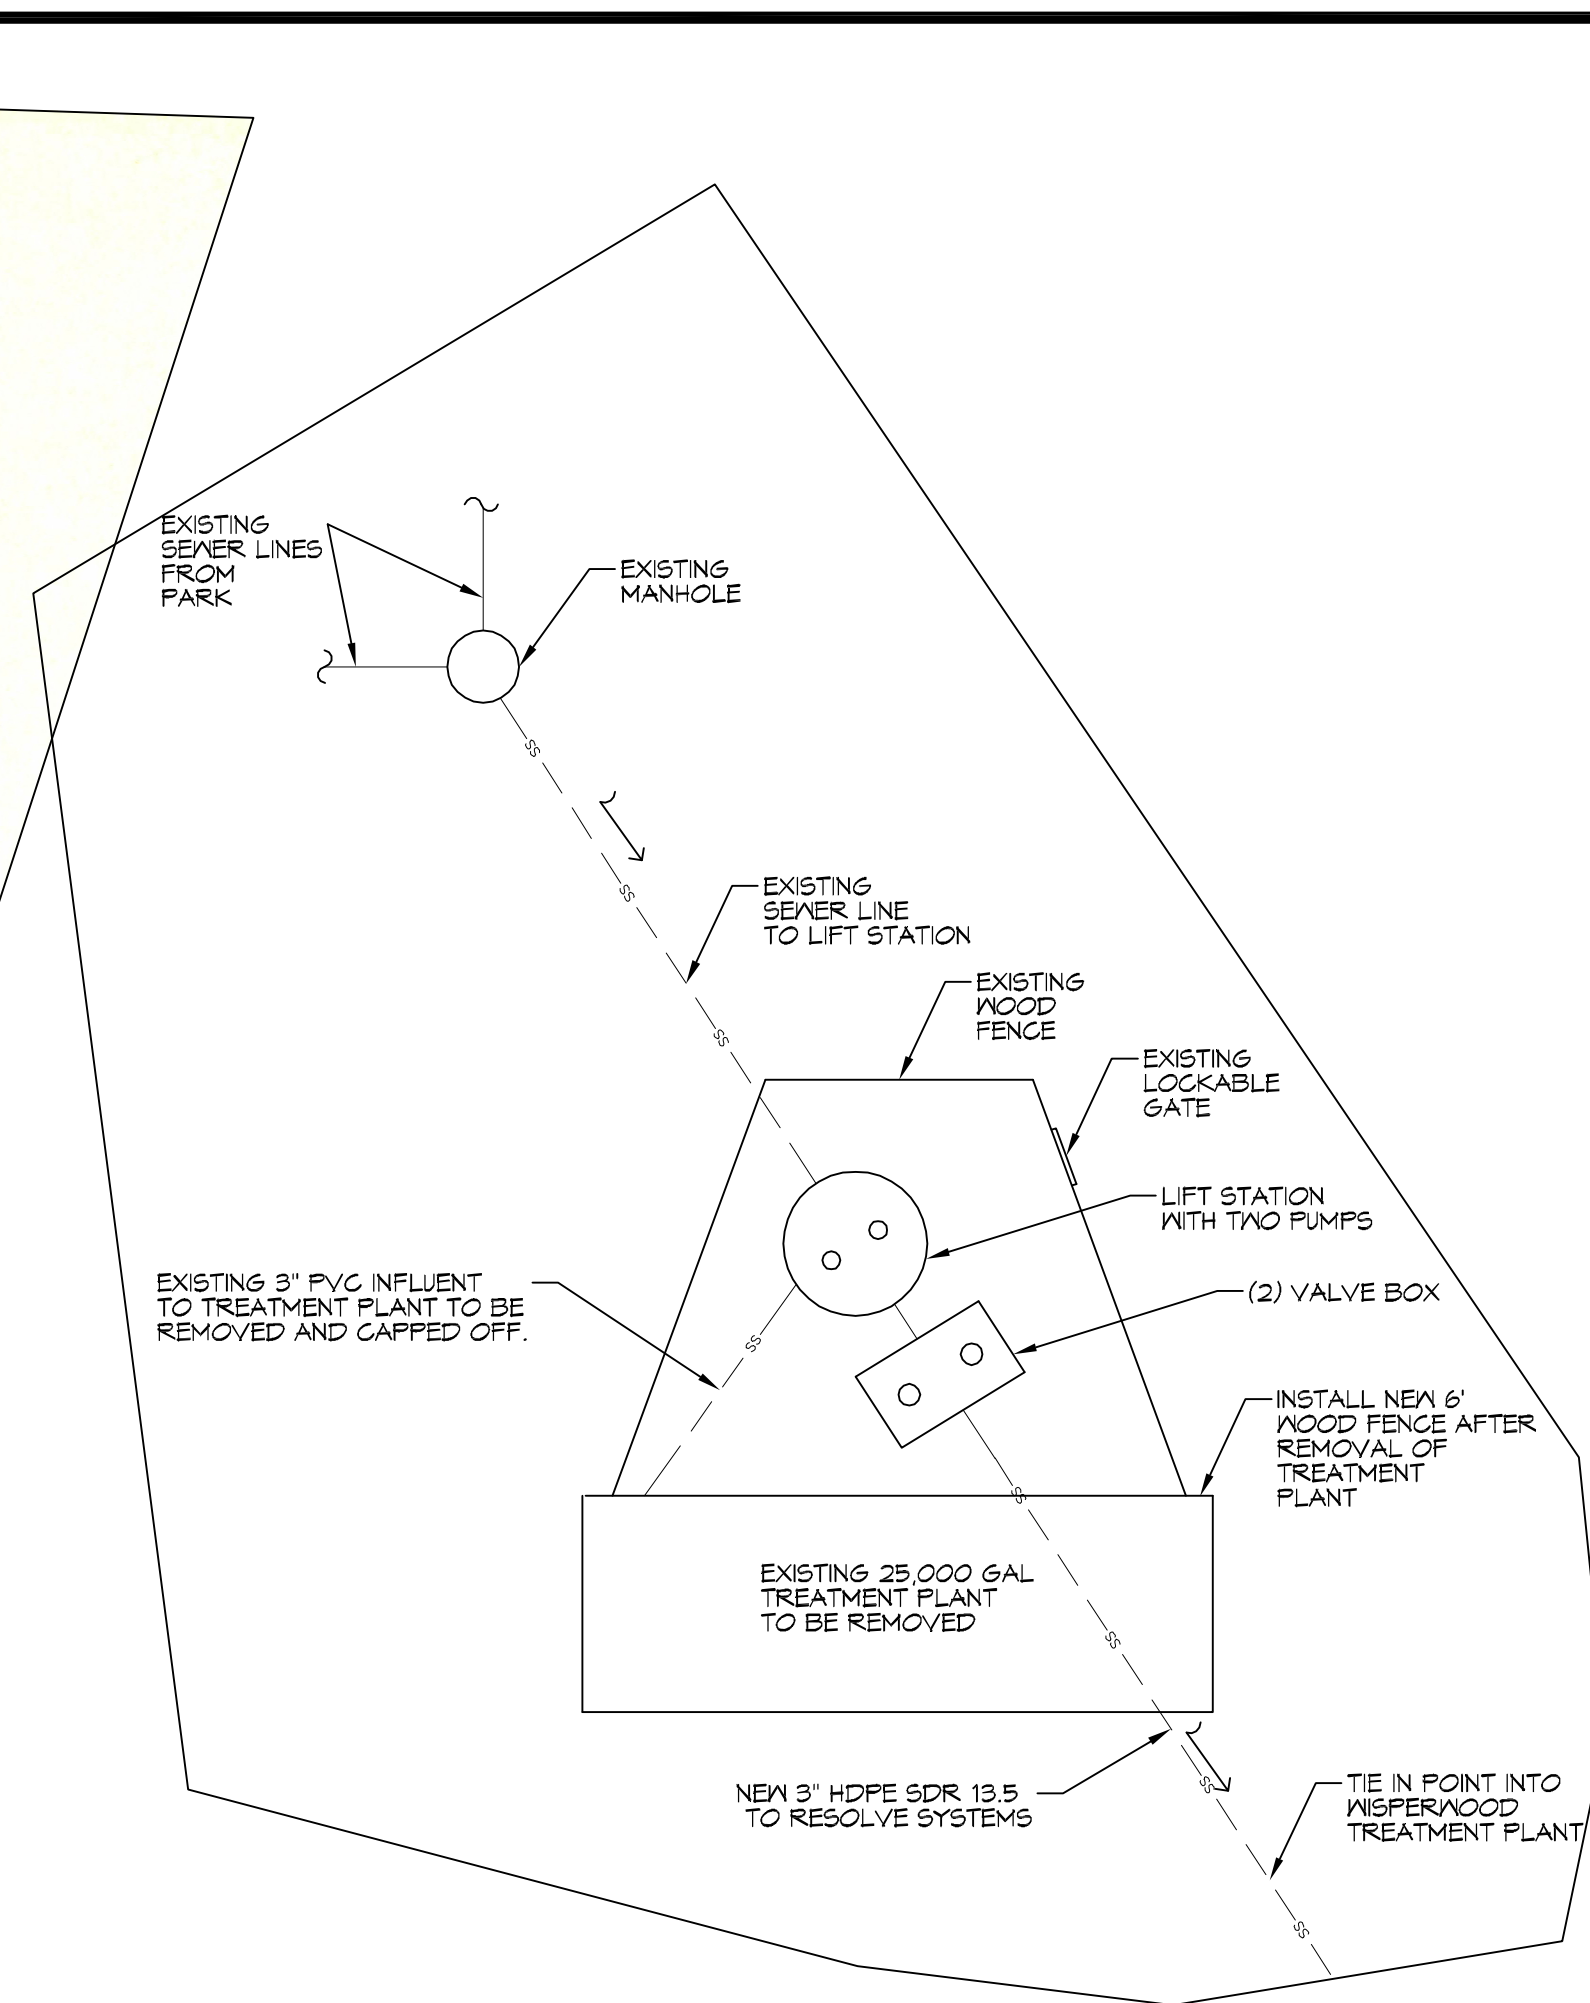 EXISTING
SEWER LINES
FROM
PARK
EXISTING
MANHOLE
SS
SS
EXISTING
SEWER LINE
TO LIFT STATION
SS
EXISTING
WOOD
FENCE
EXISTING
LOCKABLE
GATE
LIFT STATION
WITH TWO PUMPS
EXISTING 3" PVC INFLUENT
TO TREATMENT PLANT TO BE
REMOVED AND CAPPED OFF.
SS
(2) VALVE BOX
INSTALL NEW 6'
WOOD FENCE AFTER
REMOVAL OF
TREATMENT
PLANT
SS
EXISTING 25,000 GAL
TREATMENT PLANT
TO BE REMOVED
SS
NEW 3" HDPE SDR 13.5
TO RESOLVE SYSTEMS
SS
TIE IN POINT INTO
WISPERWOOD
TREATMENT PLANT
SS